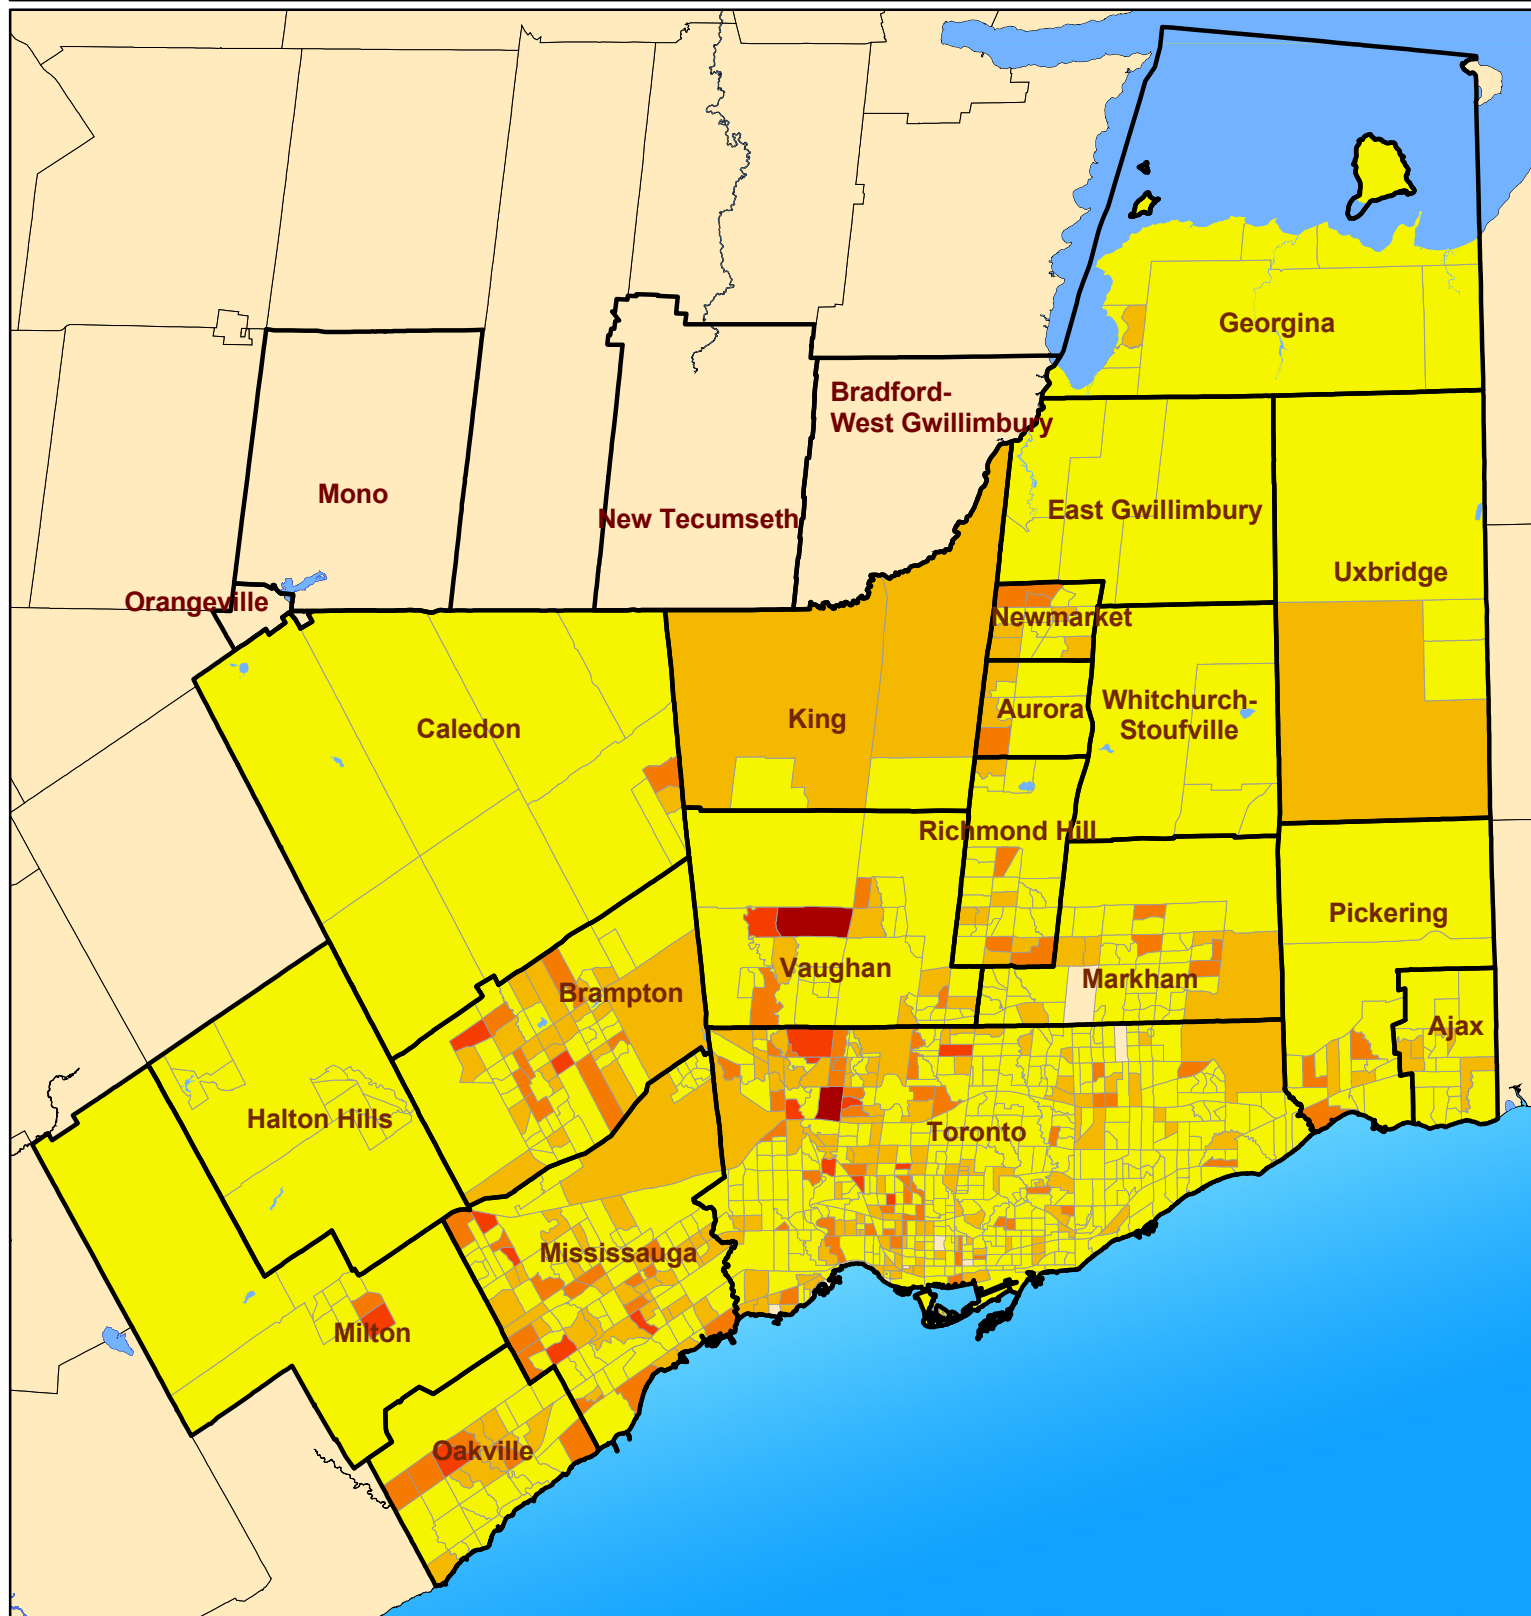 Georgina
Bradford-
West Gwillimbury
Mono
New Tecumseth
East Gwillimbury
Uxbridge
Orangeville
Newmarket
Caledon
King
Aurora
Whitchurch-
Stoufville
Richmond Hill
Pickering
Vaughan
Markham
Brampton
Ajax
Halton Hills
Toronto
Mississauga
Milton
Oakville